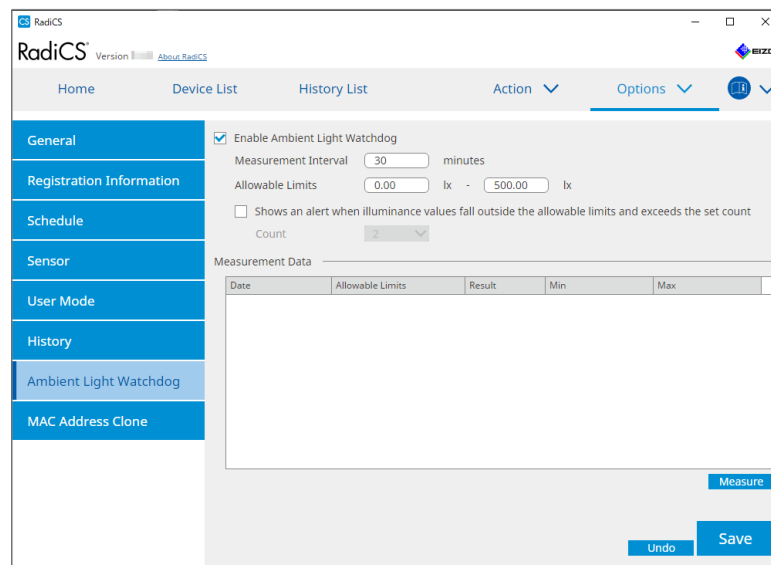 CS RadiCS
RadiCS® Version About RadiCS EIZO
Home Device List History List Action Options
General
Registration Information
Schedule
Sensor
User Mode
History
Ambient Light Watchdog
MAC Address Clone
Enable Ambient Light Watchdog
Measurement Interval 30 minutes
Allowable Limits 0.00 lx - 500.00 lx
Shows an alert when illuminance values fall outside the allowable limits and exceeds the set count
Count 2
Measurement Data
Date Allowable Limits Result Min Max
Measure
Save
Undo